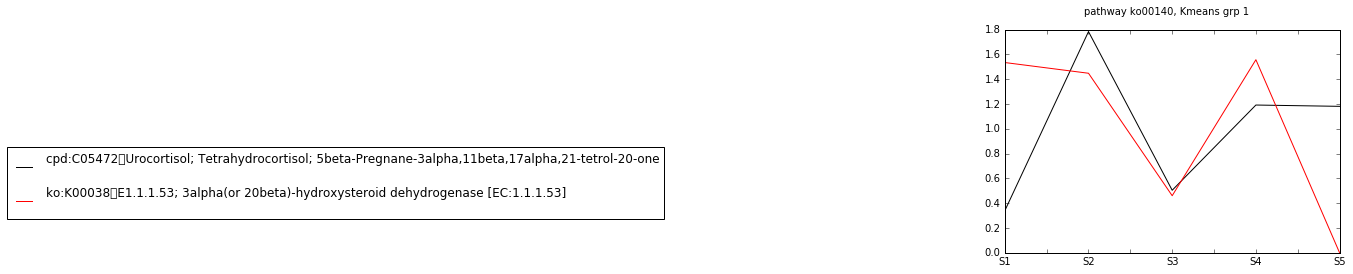 pathway ko00140, Kmeans grp 1
cpd:C05472▯Urocortisol; Tetrahydrocortisol; 5beta-Pregnane-3alpha,11beta,17alpha,21-tetrol-20-one
ko:K00038▯E1.1.1.53; 3alpha(or 20beta)-hydroxysteroid dehydrogenase [EC:1.1.1.53]
1.8
1.6
1.4
1.2
1.0
0.8
0.6
0.4
0.2
0.0
S1 S2 S3 S4 S5